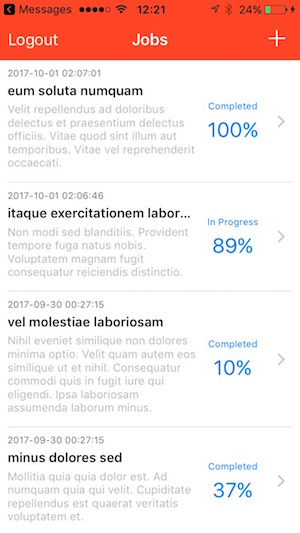 Messages 12:21 24%
Logout Jobs +
2017-10-01 02:07:01
eum soluta numquam
Velit repellendus ad doloribus
delectus et praesentium delectus
officiis. Vitae quod sint illum aut
temporibus. Vitae vel reprehenderit
occaecati.
Completed
100%
2017-10-01 02:06:46
itaque exercitationem labor...
Non modi sed blanditiis. Provident
tempore fuga natus nobis.
Voluptatem magnam fugit
consequatur reiciendis distinctio.
In Progress
89%
2017-09-30 00:27:15
vel molestiae laboriosam
Nihil eveniet similique non dolores
minima optio. Velit quam autem eos
similique ut et nihil. Consequatur
commodi quis in fugit iure qui
eligendi. Ipsa laboriosam
assumenda laborum minus.
Completed
10%
2017-09-30 00:27:15
minus dolores sed
Mollitia quia quia dolor est. Ad
numquam quia qui velit. Cupiditate
repellendus est quaerat veritatis
voluptatem et.
Completed
37%